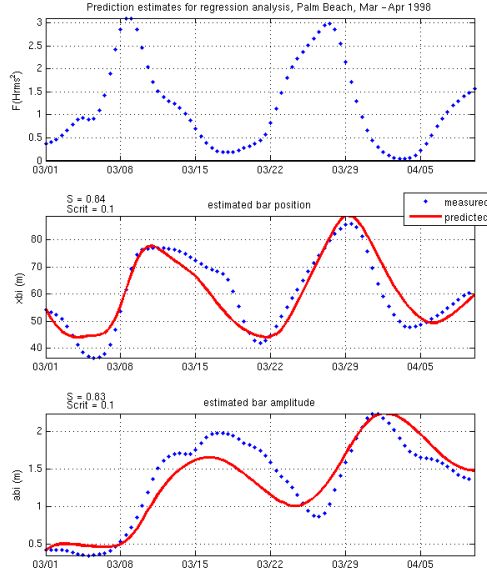 Prediction estimates for regression analysis, Palm Beach, Mar - Apr 1998
F(Hrms²)
3
2.5
2
1.5
1
0.5
0
03/01 03/08 03/15 03/22 03/29 04/05
S = 0.84
Scrit = 0.1
estimated bar position
measured
predicted
xbi (m)
80
70
60
50
40
03/01 03/08 03/15 03/22 03/29 04/05
S = 0.83
Scrit = 0.1
estimated bar amplitude
abi (m)
2
1.5
1
0.5
03/01 03/08 03/15 03/22 03/29 04/05